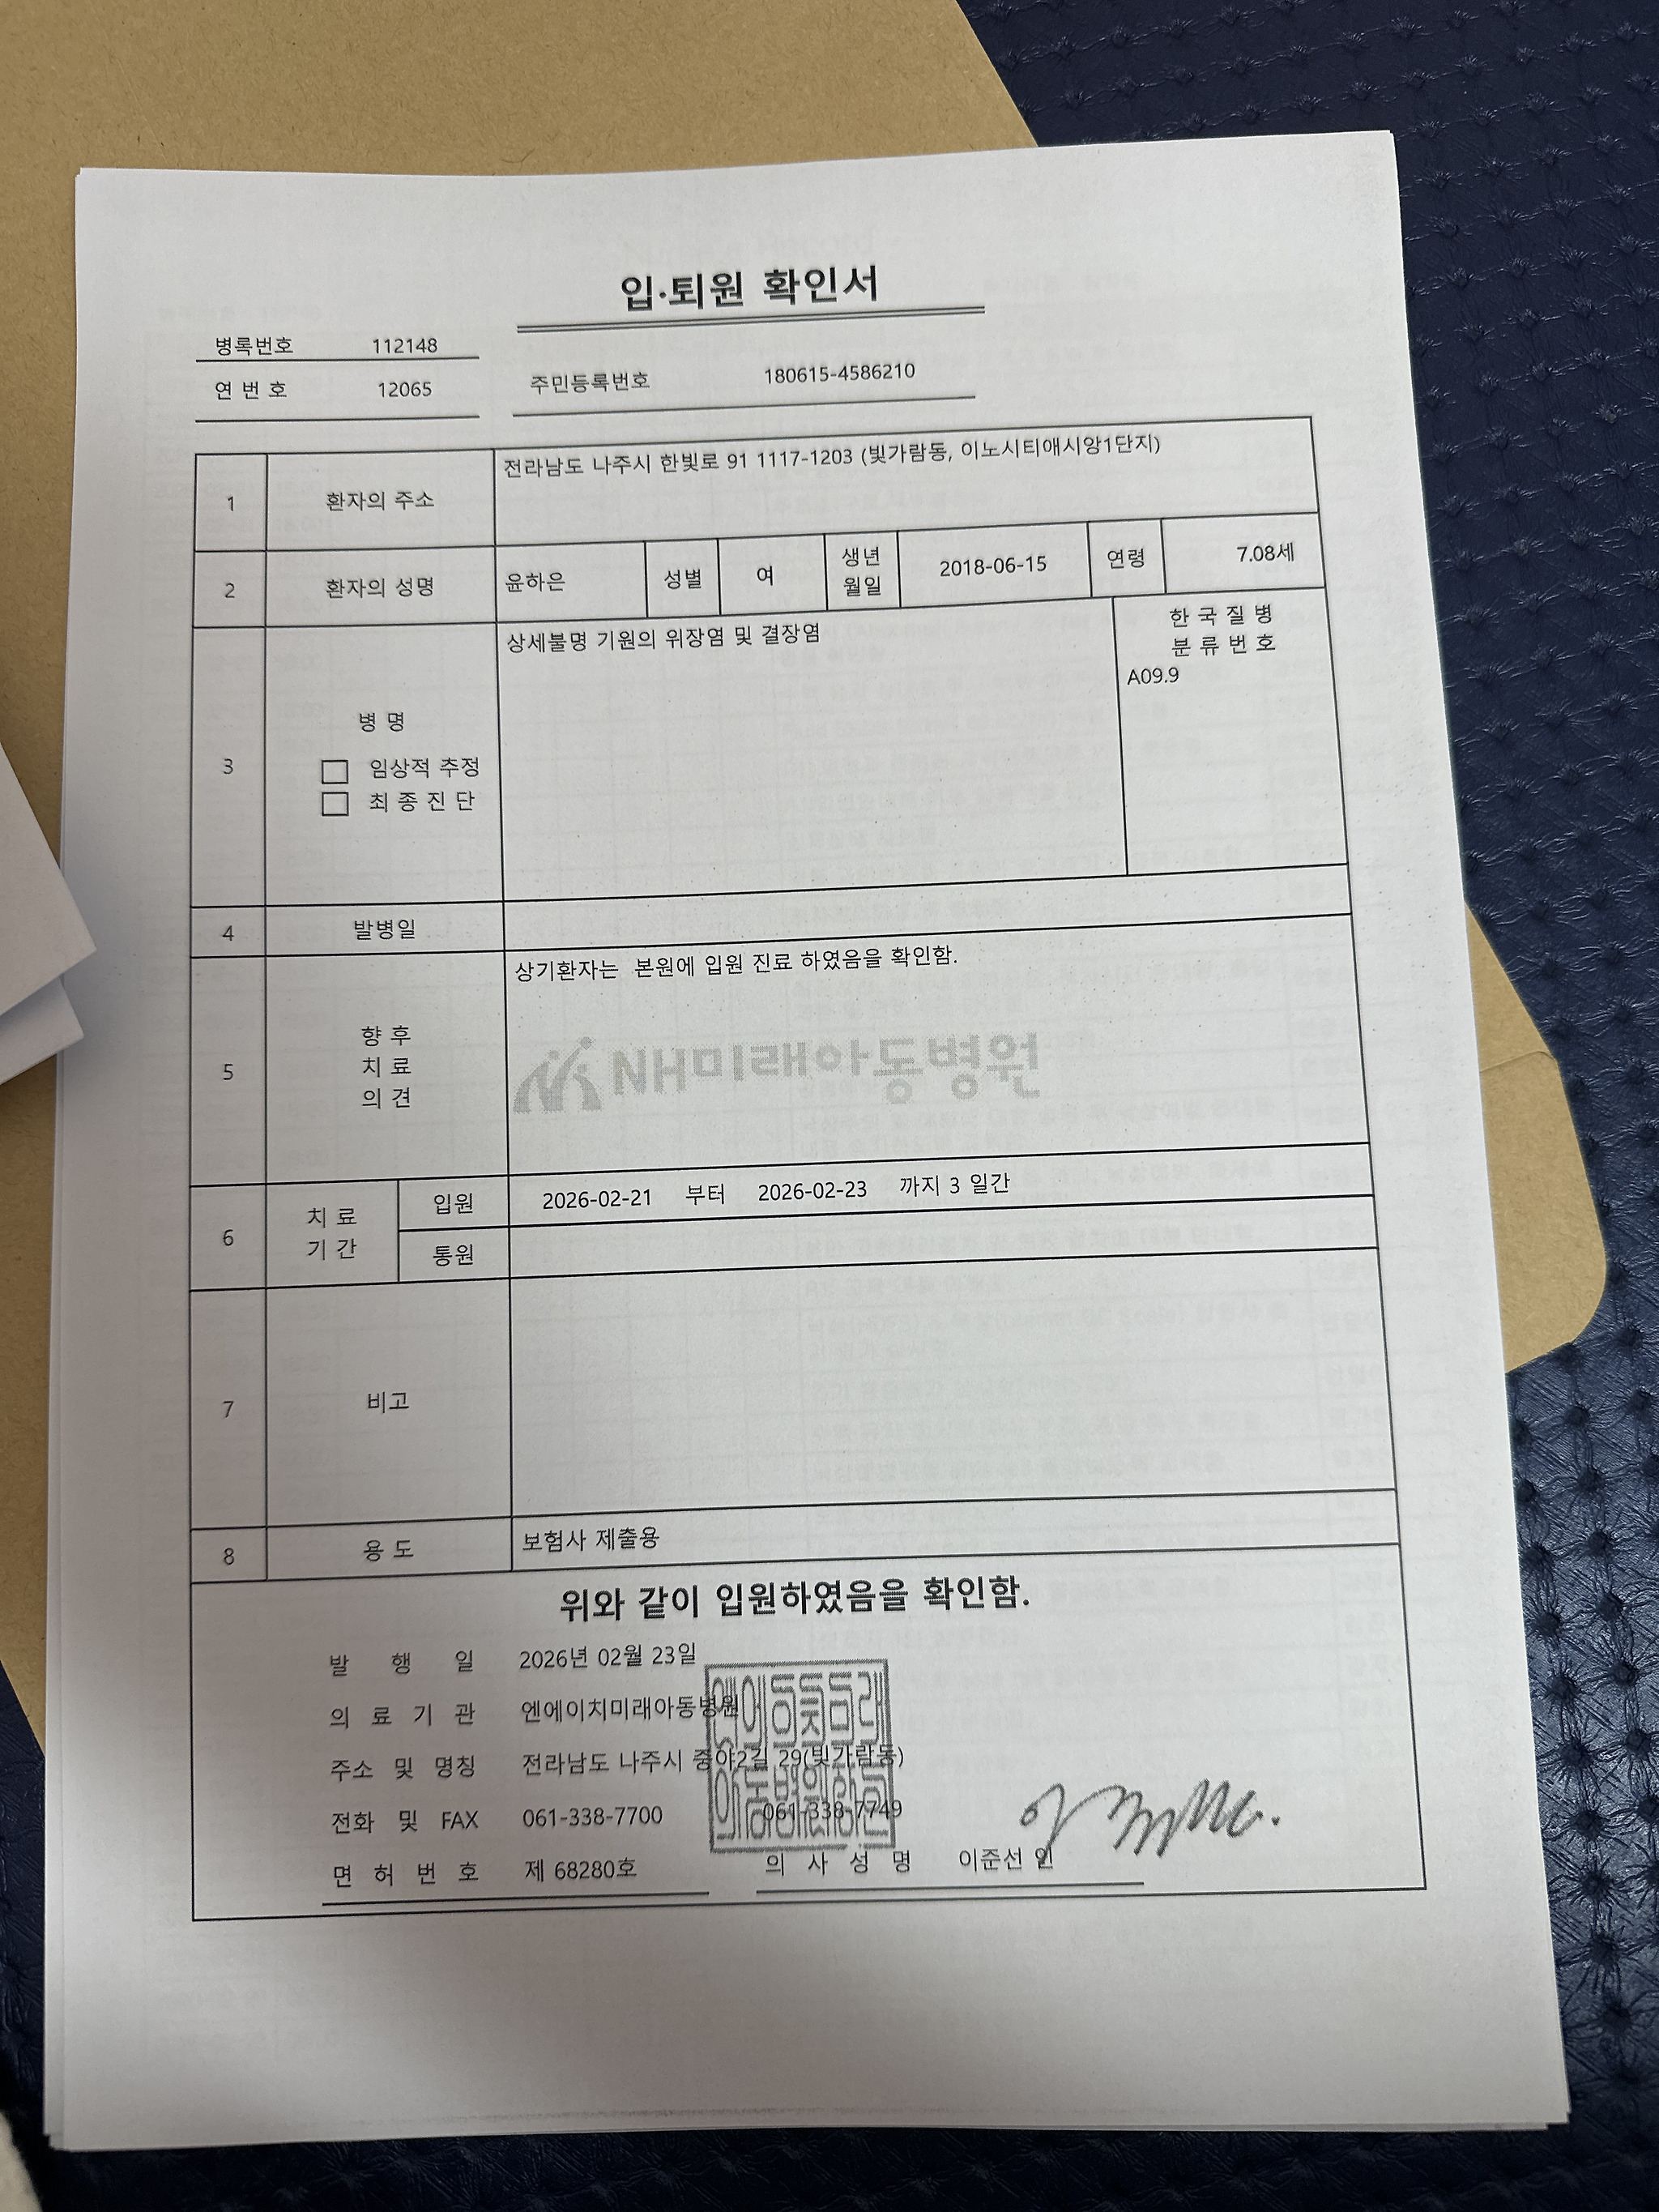 입·퇴원 확인서
병록번호 112148
연 번 호 12065 주민등록번호 180615-4586210
1 환자의 주소 전라남도 나주시 한빛로 91 1117-1203 (빛가람동, 이노시티애시앙1단지)
2 환자의 성명 윤하은 성별 여 생년월일 2018-06-15 연령 7.08세
3 병 명 상세불명 기원의 위장염 및 결장염 한국질병분류번호
A09.9
□ 임상적 추정
□ 최 종 진 단
4 발병일
5 향 후 치 료 의 견 상기환자는 본원에 입원 진료 하였음을 확인함.
NH미래아동병원
6 치 료 기 간 입원 2026-02-21 부터 2026-02-23 까지 3 일간
통원
7 비고
8 용 도 보험사 제출용
위와 같이 입원하였음을 확인함.
발 행 일 2026년 02월 23일
의 료 기 관 엔에이치미래아동병원
주소 및 명칭 전라남도 나주시 중야2길 29(빛가람동)
전화 및 FAX 061-338-7700 061-338-7749
면 허 번 호 제 68280호 의 사 성 명 이준선 인